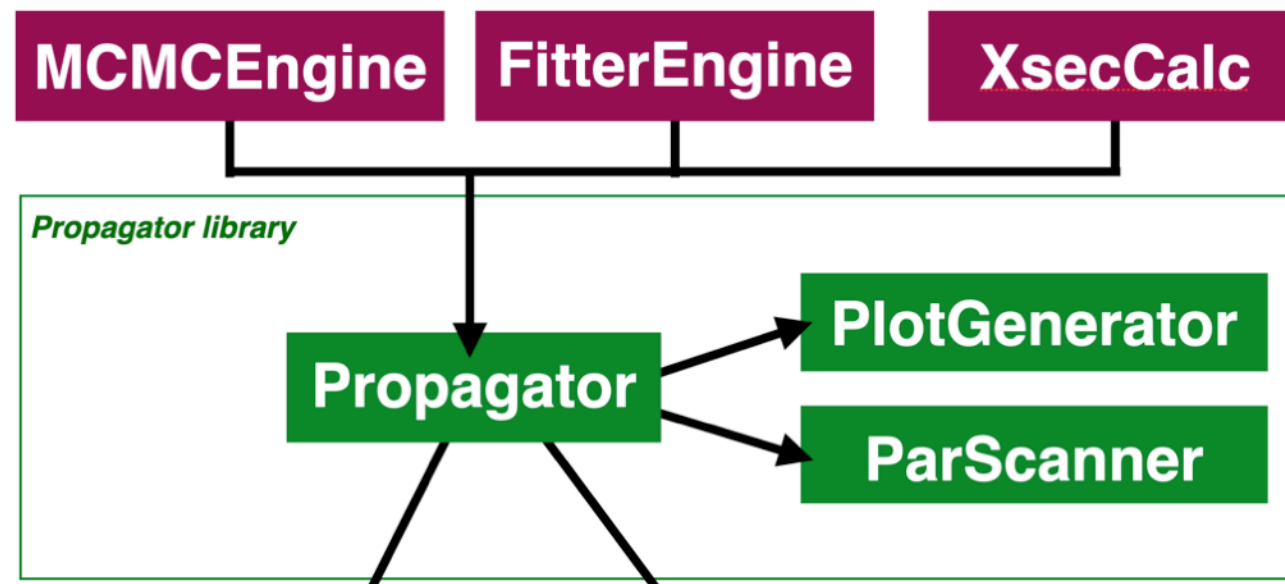 MCMCEngine
FitterEngine
XsecCalc
Propagator library
PlotGenerator
Propagator
ParScanner